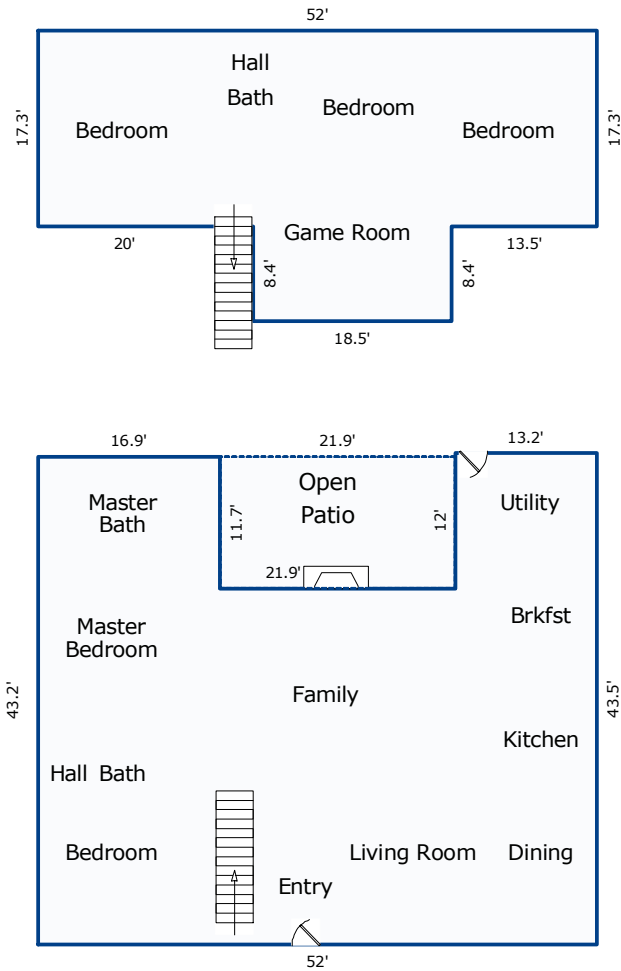 52'
Hall
Bath
17.3'
Bedroom
Bedroom
Bedroom
17.3'
20'
8.4'
Game Room
8.4'
13.5'
18.5'
16.9'
21.9'
13.2'
Master
Bath
11.7'
Open
Patio
12'
Utility
21.9'
Master
Bedroom
Brkfst
43.2'
Family
43.5'
Kitchen
Hall Bath
Bedroom
Living Room
Dining
Entry
52'